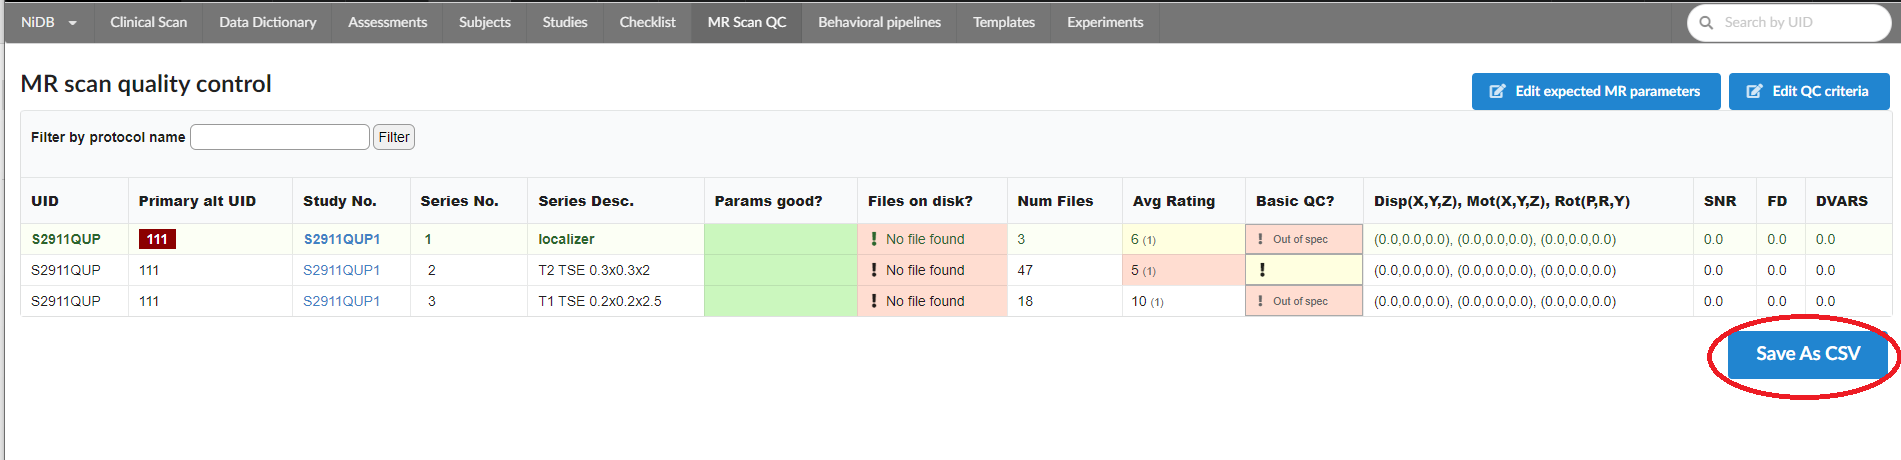 NiDB Clinical Scan Data Dictionary Assessments Subjects Studies Checklist MR Scan QC Behavioral pipelines Templates Experiments Search by UID
MR scan quality control Edit expected MR parameters Edit QC criteria
Filter by protocol name Filter
UID Primary alt UID Study No. Series No. Series Desc. Params good? Files on disk? Num Files Avg Rating Basic QC? Disp(X,Y,Z), Mot(X,Y,Z), Rot(P,R,Y) SNR FD DVARS
S2911QUP 111 S2911QUP1 1 localizer ! No file found 3 6 (1) ! Out of spec (0.0,0.0,0.0), (0.0,0.0,0.0), (0.0,0.0,0.0) 0.0 0.0 0.0
S2911QUP 111 S2911QUP1 2 T2 TSE 0.3x0.3x2 ! No file found 47 5 (1) ! (0.0,0.0,0.0), (0.0,0.0,0.0), (0.0,0.0,0.0) 0.0 0.0 0.0
S2911QUP 111 S2911QUP1 3 T1 TSE 0.2x0.2x2.5 ! No file found 18 10 (1) ! Out of spec (0.0,0.0,0.0), (0.0,0.0,0.0), (0.0,0.0,0.0) 0.0 0.0 0.0
Save As CSV